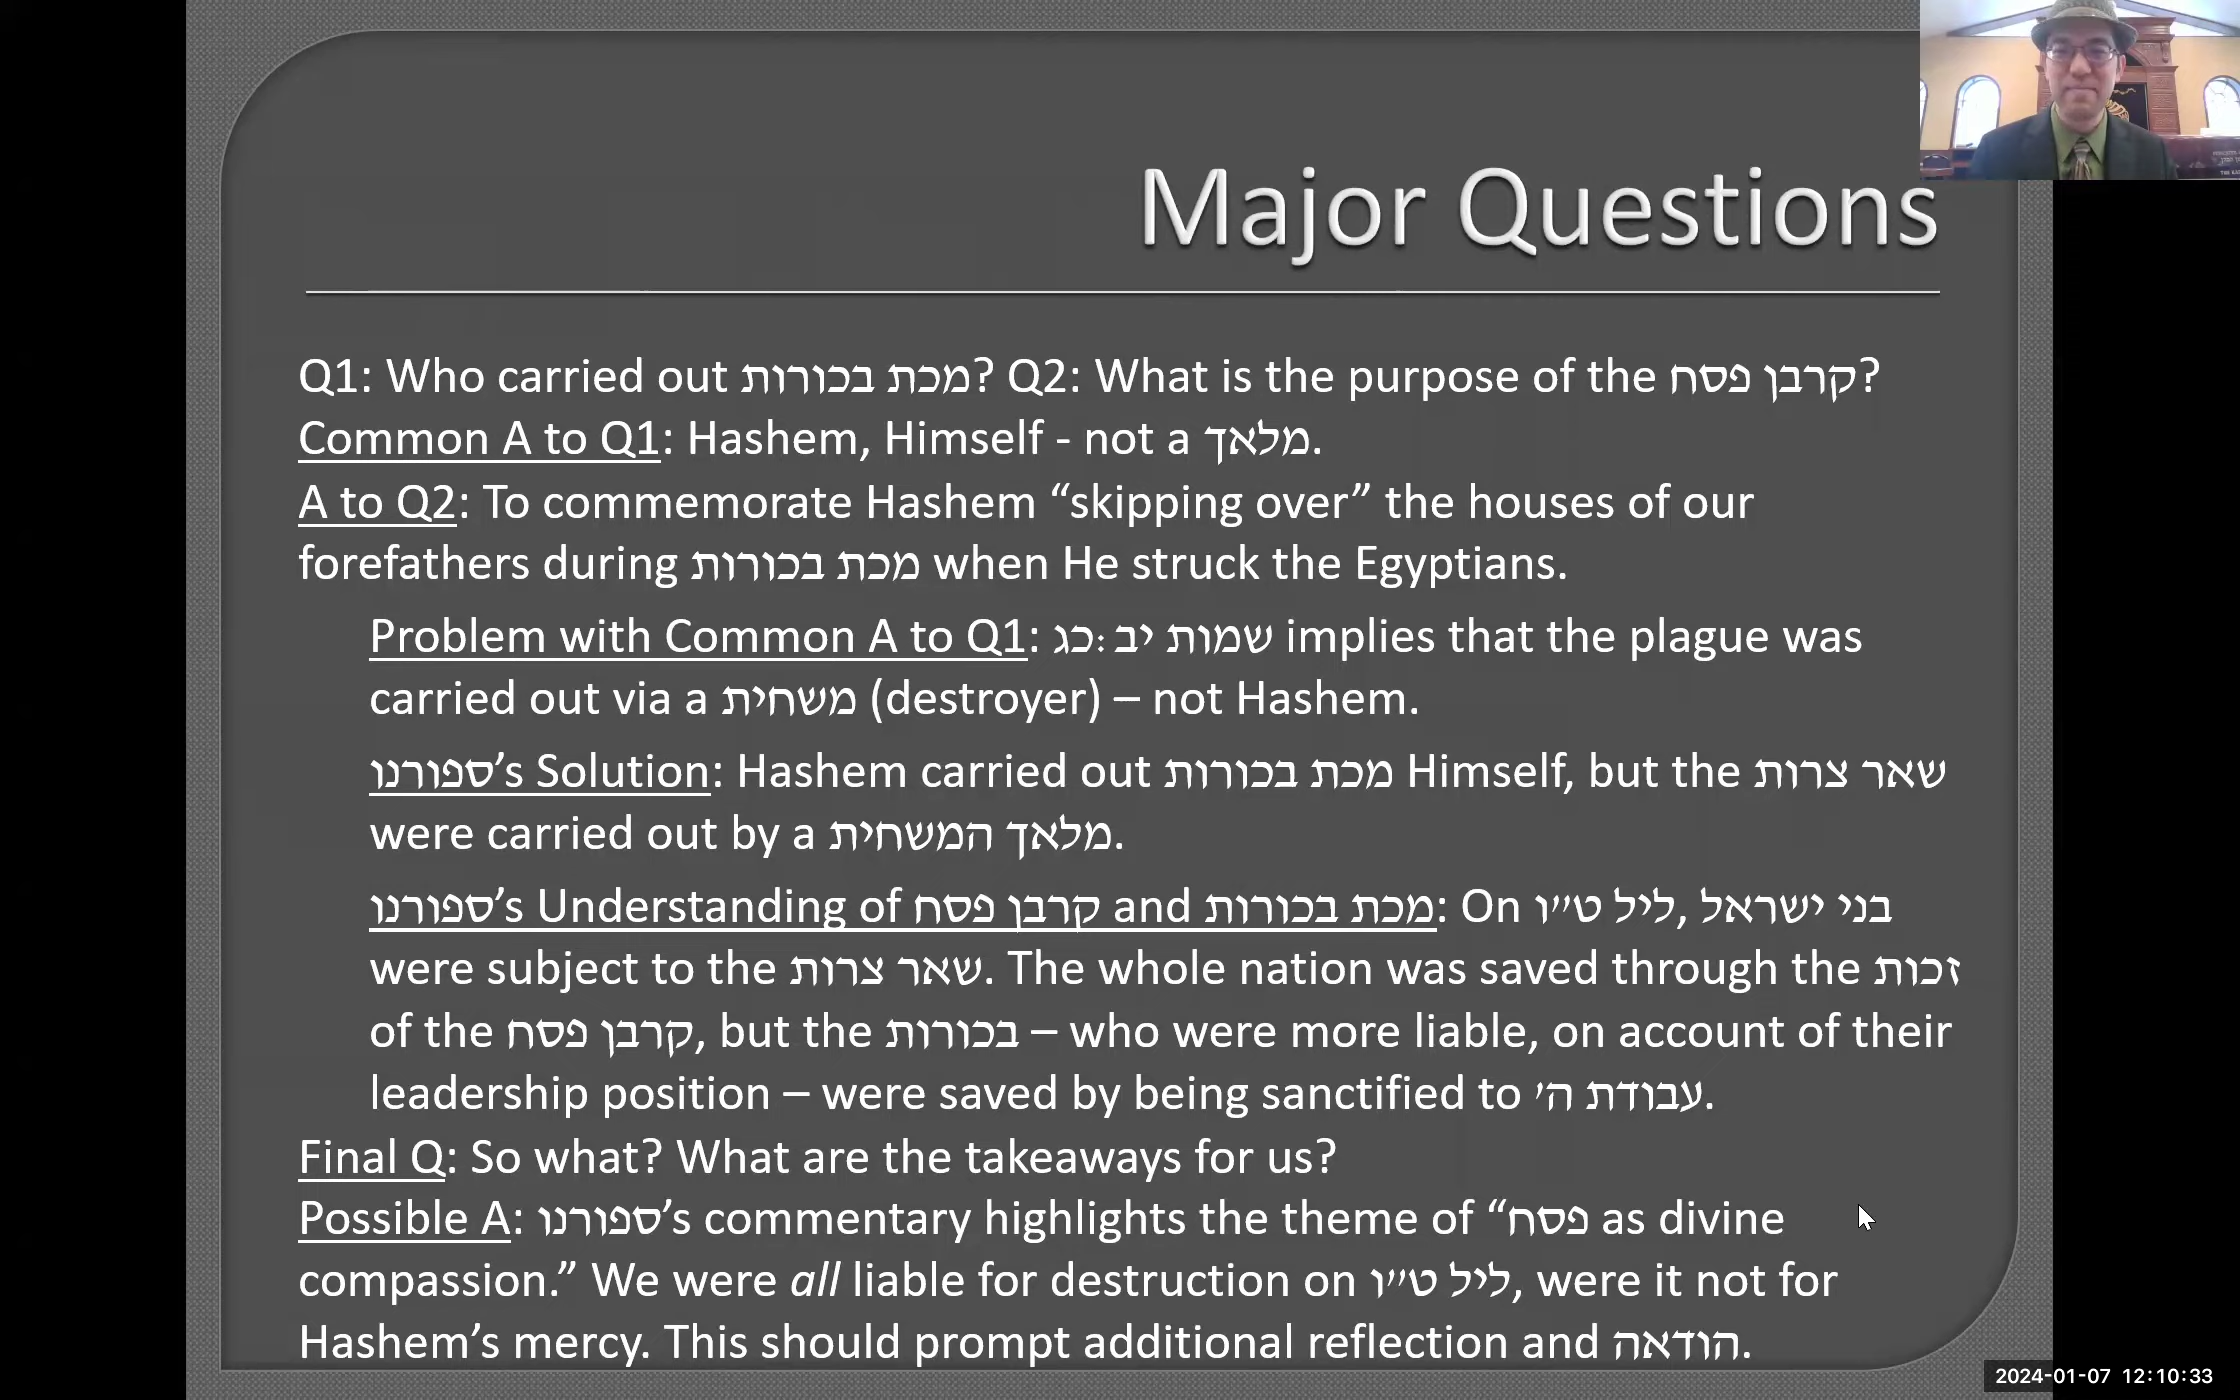 Major Questions
Q1: Who carried out מכת בכורות? Q2: What is the purpose of the קרבן פסח?
Common A to Q1: Hashem, Himself - not a מלאך.
A to Q2: To commemorate Hashem “skipping over” the houses of our
forefathers during מכת בכורות when He struck the Egyptians.
Problem with Common A to Q1: שמות יב:כג implies that the plague was
carried out via a משחית (destroyer) – not Hashem.
ספורנו’s Solution: Hashem carried out מכת בכורות Himself, but the שאר צרות
were carried out by a מלאך המשחית.
ספורנו’s Understanding of קרבן פסח and מכת בכורות: On ליל ט״ו, בני ישראל
were subject to the שאר צרות. The whole nation was saved through the זכות
of the קרבן פסח, but the בכורות – who were more liable, on account of their
leadership position – were saved by being sanctified to עבודת ה׳.
Final Q: So what? What are the takeaways for us?
Possible A: ספורנו’s commentary highlights the theme of “פסח as divine
compassion.” We were all liable for destruction on ליל ט״ו, were it not for
Hashem’s mercy. This should prompt additional reflection and הודאה.
2024-01-07 12:10:33